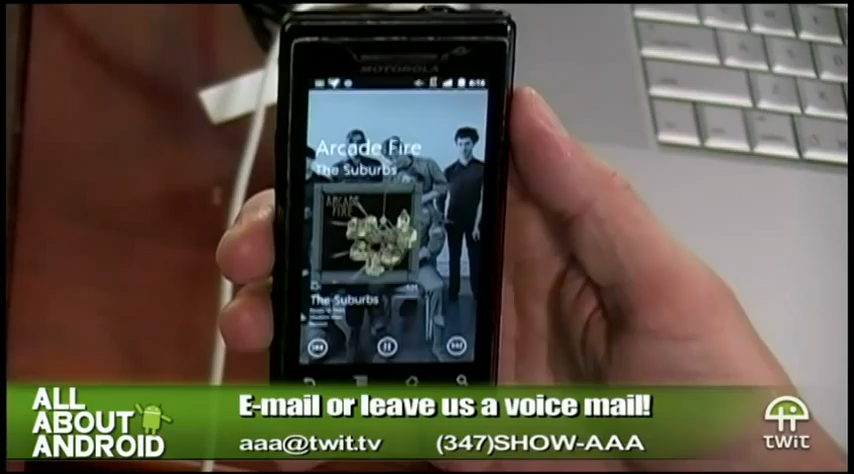 MOTOROLA
Arcade Fire
The Suburbs
ARCADE
FIRE
The Suburbs
ALL
ABOUT
ANDROID
E-mail or leave us a voice mail!
aaa@twit.tv (347)SHOW-AAA
TWiT